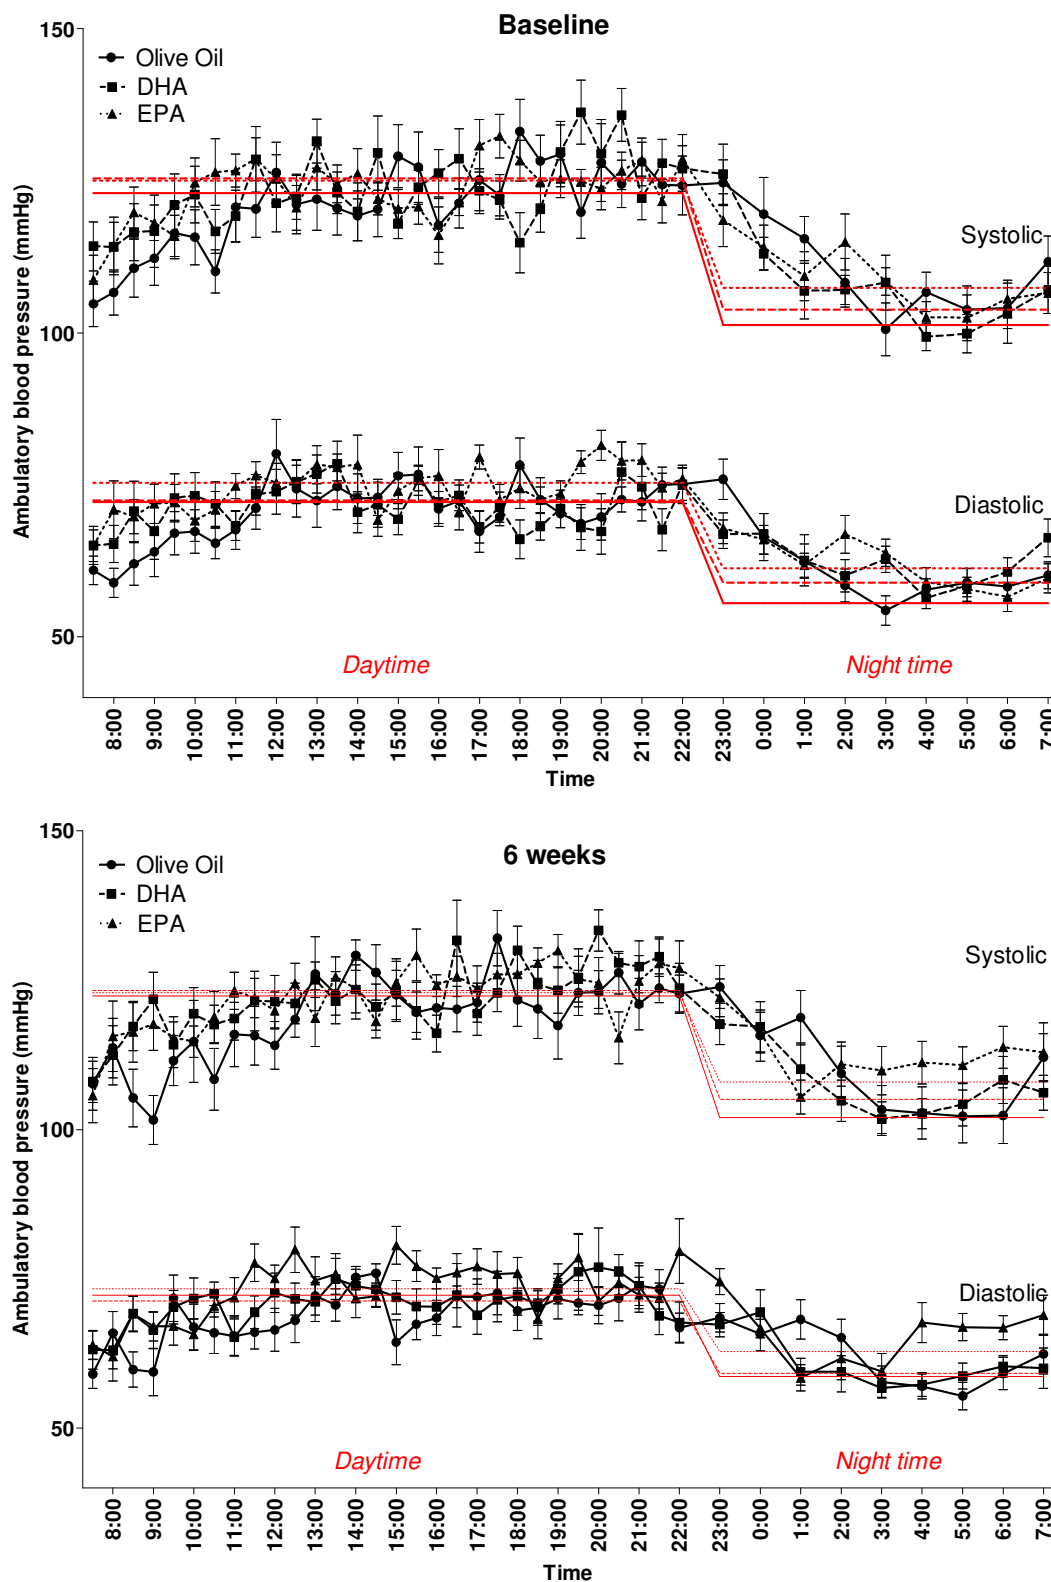 Baseline
150
Olive Oil
DHA
EPA
Systolic
100
Diastolic
50
Daytime
Night time
Ambulatory blood pressure (mmHg)
8:00
9:00
10:00
11:00
12:00
13:00
14:00
15:00
16:00
17:00
18:00
19:00
20:00
21:00
22:00
23:00
0:00
1:00
2:00
3:00
4:00
5:00
6:00
7:00
Time
150
6 weeks
Olive Oil
DHA
EPA
Systolic
100
Diastolic
50
Daytime
Night time
Ambulatory blood pressure (mmHg)
8:00
9:00
10:00
11:00
12:00
13:00
14:00
15:00
16:00
17:00
18:00
19:00
20:00
21:00
22:00
23:00
0:00
1:00
2:00
3:00
4:00
5:00
6:00
7:00
Time